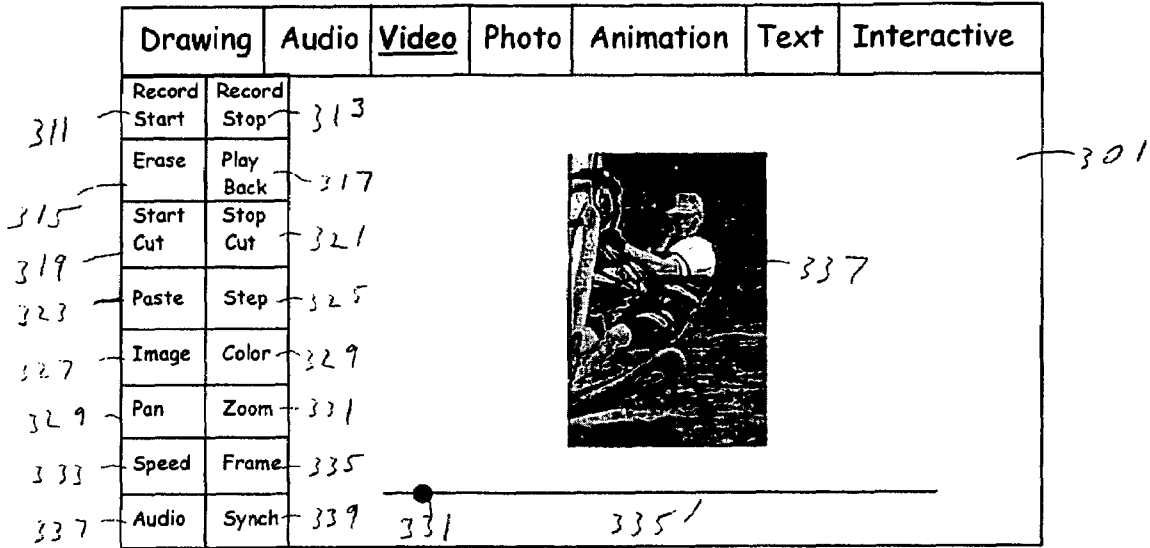 Drawing Audio Video Photo Animation Text Interactive
Record Record
311 Start Stop 313
Erase Play
Back 317
315
Start Stop
Cut Cut 321
319
323 Paste Step 325
327 Image Color 329
329 Pan Zoom 331
333 Speed Frame 335
337 Audio Synch 339
301
337
331 335'